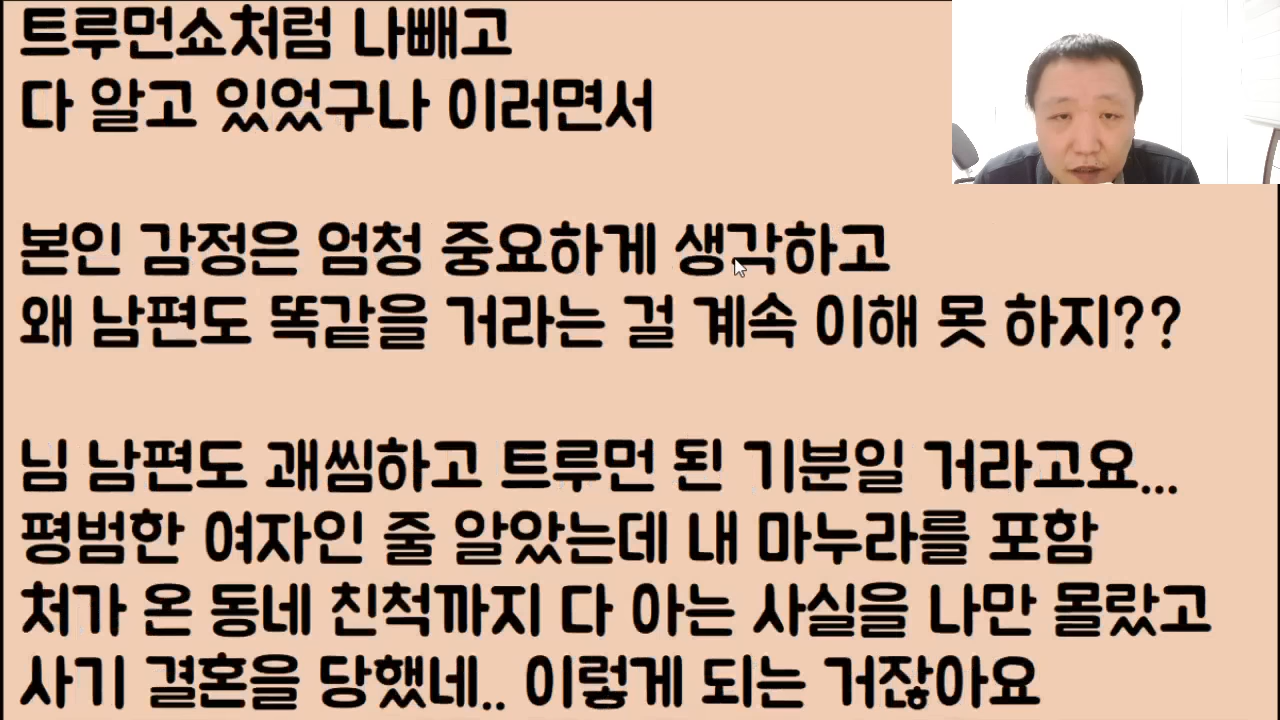 트루먼쇼처럼 나빼고
다 알고 있었구나 이러면서
본인 감정은 엄청 중요하게 생각하고
왜 남편도 똑같을 거라는 걸 계속 이해 못 하지??
님 남편도 괘씸하고 트루먼 된 기분일 거라고요...
평범한 여자인 줄 알았는데 내 마누라를 포함
처가 온 동네 친척까지 다 아는 사실을 나만 몰랐고
사기 결혼을 당했네.. 이렇게 되는 거잖아요